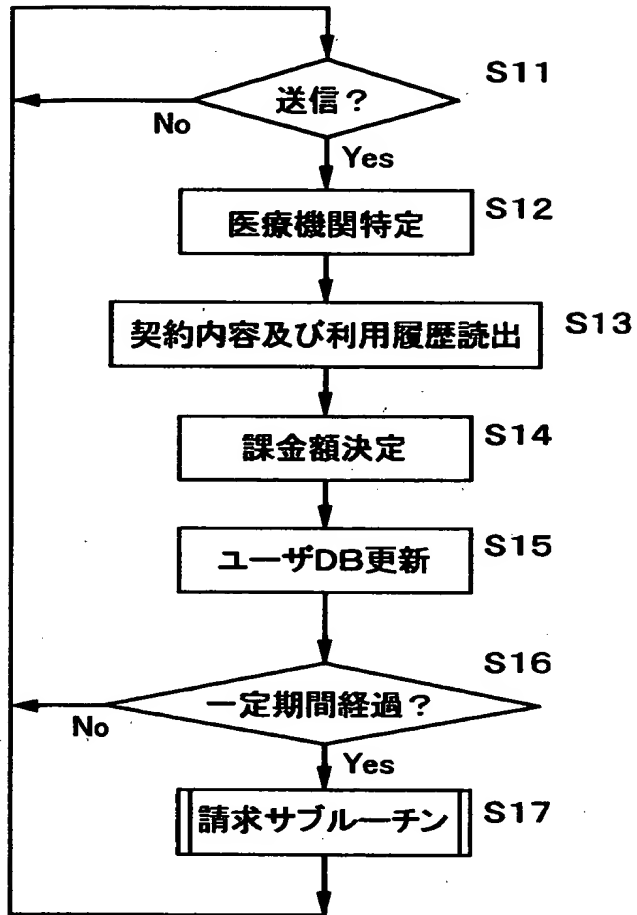 S11
送信?
No
Yes
S12
医療機関特定
S13
契約内容及び利用履歴読出
S14
課金額決定
S15
ユーザDB更新
S16
一定期間経過?
No
Yes
S17
請求サブルーチン